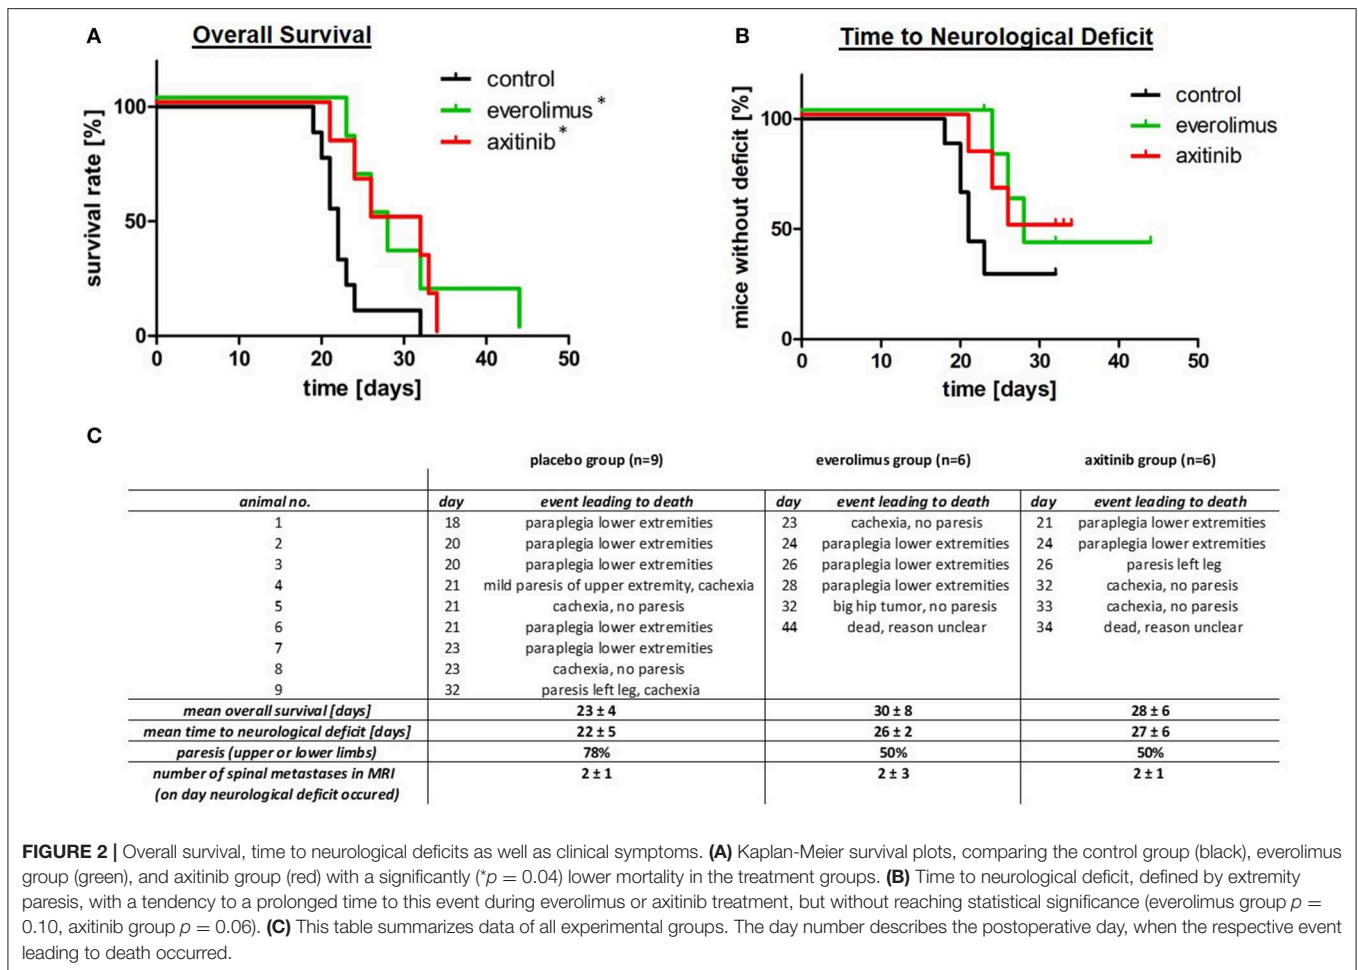 A
Overall Survival
control
everolimus *
axitinib *
survival rate [%]
100
50
0
0 10 20 30 40 50
time [days]
B
Time to Neurological Deficit
control
everolimus
axitinib
mice without deficit [%]
100
50
0
0 10 20 30 40 50
time [days]
C
placebo group (n=9) everolimus group (n=6) axitinib group (n=6)
animal no. day event leading to death day event leading to death day event leading to death
1 18 paraplegia lower extremities 23 cachexia, no paresis 21 paraplegia lower extremities
2 20 paraplegia lower extremities 24 paraplegia lower extremities 24 paraplegia lower extremities
3 20 paraplegia lower extremities 26 paraplegia lower extremities 26 paresis left leg
4 21 mild paresis of upper extremity, cachexia 28 paraplegia lower extremities 32 cachexia, no paresis
5 21 cachexia, no paresis 32 big hip tumor, no paresis 33 cachexia, no paresis
6 21 paraplegia lower extremities 44 dead, reason unclear 34 dead, reason unclear
7 23 paraplegia lower extremities
8 23 cachexia, no paresis
9 32 paresis left leg, cachexia
mean overall survival [days] 23 ± 4 30 ± 8 28 ± 6
mean time to neurological deficit [days] 22 ± 5 26 ± 2 27 ± 6
paresis (upper or lower limbs) 78% 50% 50%
number of spinal metastases in MRI 2 ± 1 2 ± 3 2 ± 1
(on day neurological deficit occured)
FIGURE 2 | Overall survival, time to neurological deficits as well as clinical symptoms. (A) Kaplan-Meier survival plots, comparing the control group (black), everolimus
group (green), and axitinib group (red) with a significantly (*p = 0.04) lower mortality in the treatment groups. (B) Time to neurological deficit, defined by extremity
paresis, with a tendency to a prolonged time to this event during everolimus or axitinib treatment, but without reaching statistical significance (everolimus group p =
0.10, axitinib group p = 0.06). (C) This table summarizes data of all experimental groups. The day number describes the postoperative day, when the respective event
leading to death occurred.